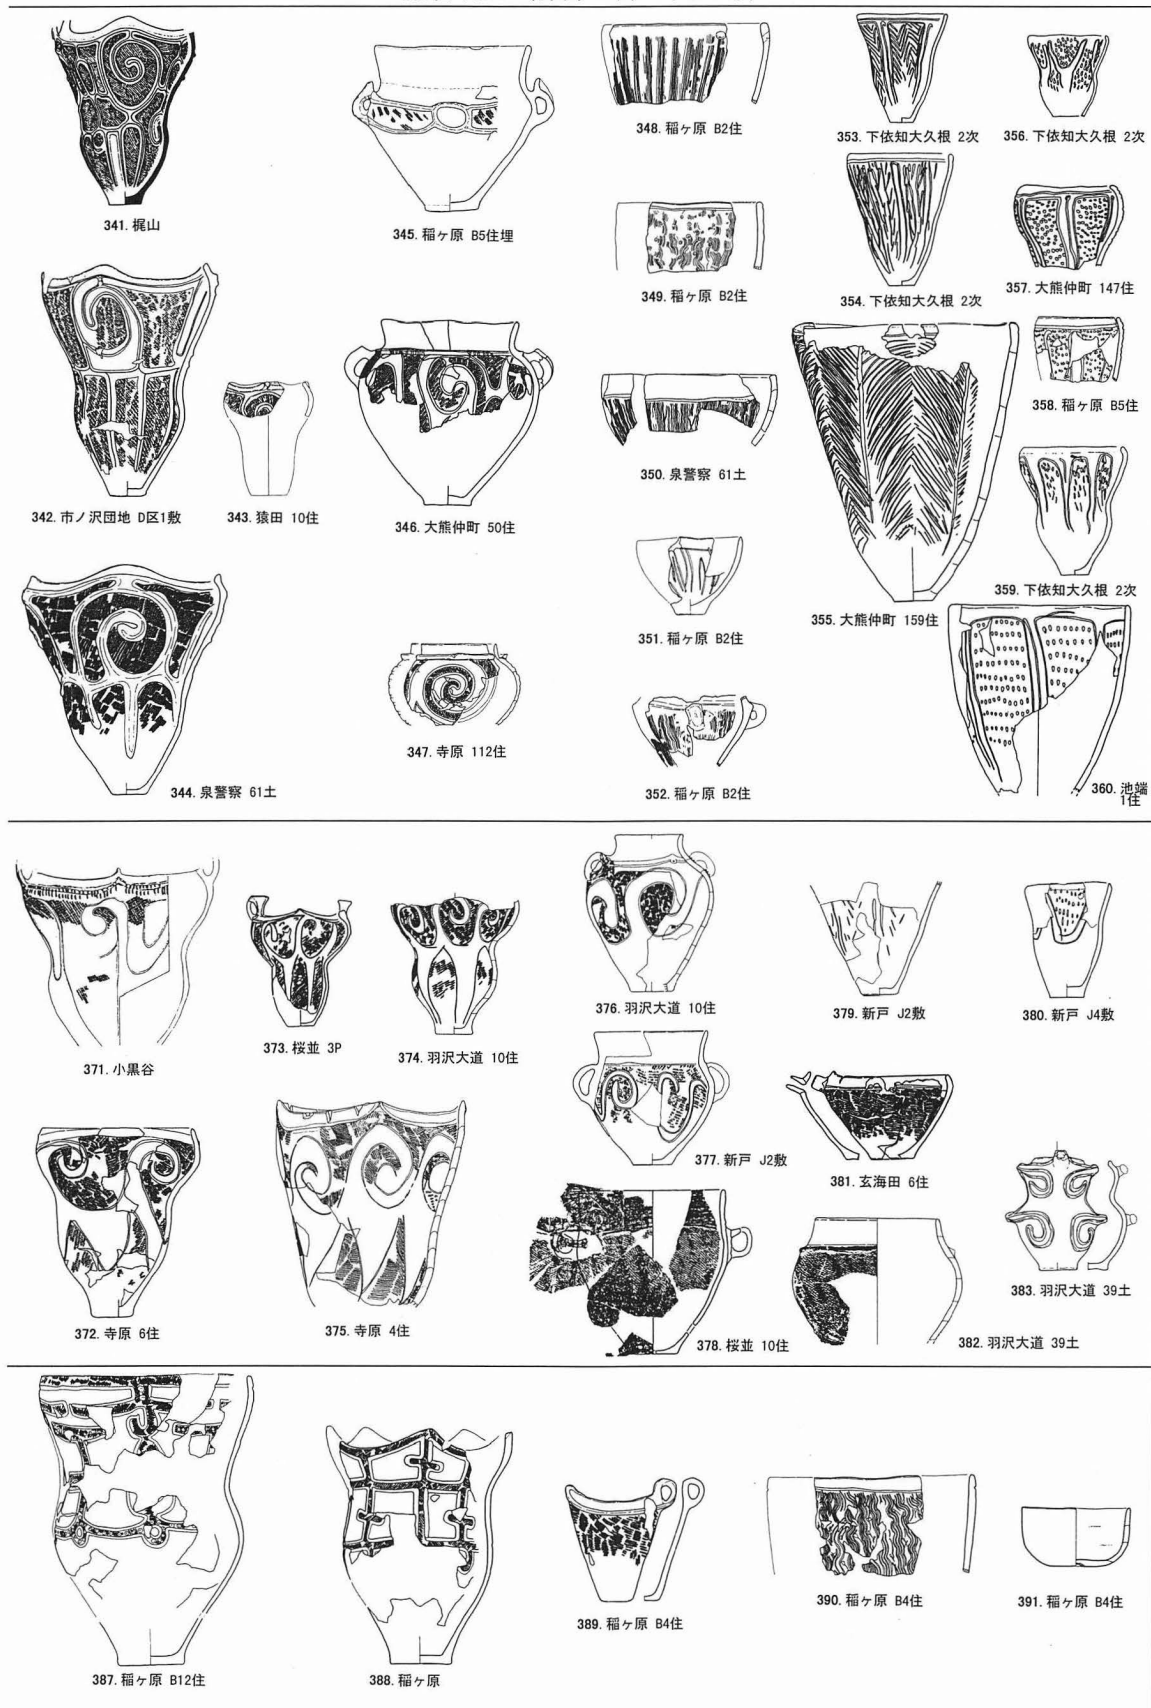 341. 梶山
342. 市ノ沢団地 D区1敷
343. 猿田 10住
344. 泉警察 61土
345. 稲ヶ原 B5住埋
346. 大熊仲町 50住
347. 寺原 112住
348. 稲ヶ原 B2住
349. 稲ヶ原 B2住
350. 泉警察 61土
351. 稲ヶ原 B2住
352. 稲ヶ原 B2住
353. 下依知大久根 2次
354. 下依知大久根 2次
355. 大熊仲町 159住
356. 下依知大久根 2次
357. 大熊仲町 147住
358. 稲ヶ原 B5住
359. 下依知大久根 2次
360. 池端
1住
371. 小黒谷
372. 寺原 6住
373. 桜並 3P
374. 羽沢大道 10住
375. 寺原 4住
376. 羽沢大道 10住
377. 新戸 J2敷
378. 桜並 10住
379. 新戸 J2敷
380. 新戸 J4敷
381. 玄海田 6住
382. 羽沢大道 39土
383. 羽沢大道 39土
387. 稲ヶ原 B12住
388. 稲ヶ原
389. 稲ヶ原 B4住
390. 稲ヶ原 B4住
391. 稲ヶ原 B4住